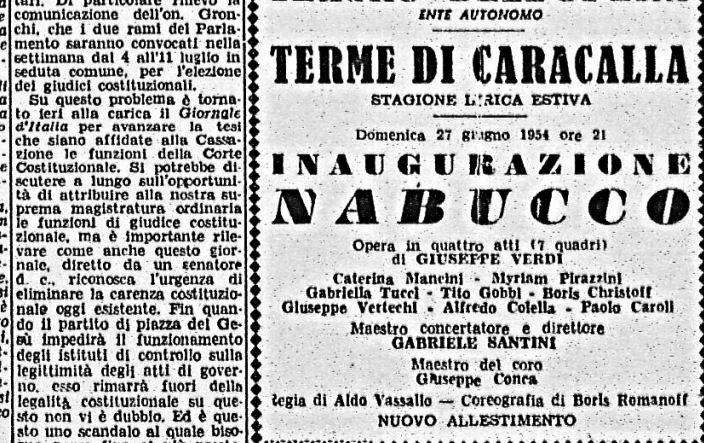 comunicazione dell'on. Gron-
chi, che i due rami del Parla-
mento saranno convocati nella
settimana dal 4 all'11 luglio in
seduta comune, per l'elezione
dei giudici costituzionali.
Su questo problema è torna-
to ieri alla carica il Giornale
d'Italia per avanzare la tesi
che siano affidate alla Cassa-
zione le funzioni della Corte
Costituzionale. Si potrebbe di-
scutere a lungo sull'opportuni-
tà di attribuire alla nostra su-
prema magistratura ordinaria
le funzioni di giudice costitu-
zionale, ma è importante rile-
vare come anche questo gior-
nale, diretto da un senatore
d. c., riconosca l'urgenza di
eliminare la carenza costituzio-
nale oggi esistente. Fin quan-
do il partito di piazza del Ge-
sù impedirà il funzionamento
degli istituti di controllo sulla
legittimità degli atti di gover-
no, esso rimarrà fuori della
legalità costituzionale su que-
sto non vi è dubbio. Ed è que-
sto uno scandalo al quale biso-
ENTE AUTONOMO
TERME DI CARACALLA
STAGIONE LIRICA ESTIVA
Domenica 27 giugno 1954 ore 21
INAUGURAZIONE
NABUCCO
Opera in quattro atti (7 quadri)
di GIUSEPPE VERDI
Caterina Mancini - Myriam Pirazzini
Gabriella Tucci - Tito Gobbi - Boris Christoff
Giuseppe Vertechi - Alfredo Colella - Paolo Caroli
Maestro concertatore e direttore
GABRIELE SANTINI
Maestro del coro
Giuseppe Conca
Regia di Aldo Vassallo — Coreografia di Boris Romanoff
NUOVO ALLESTIMENTO